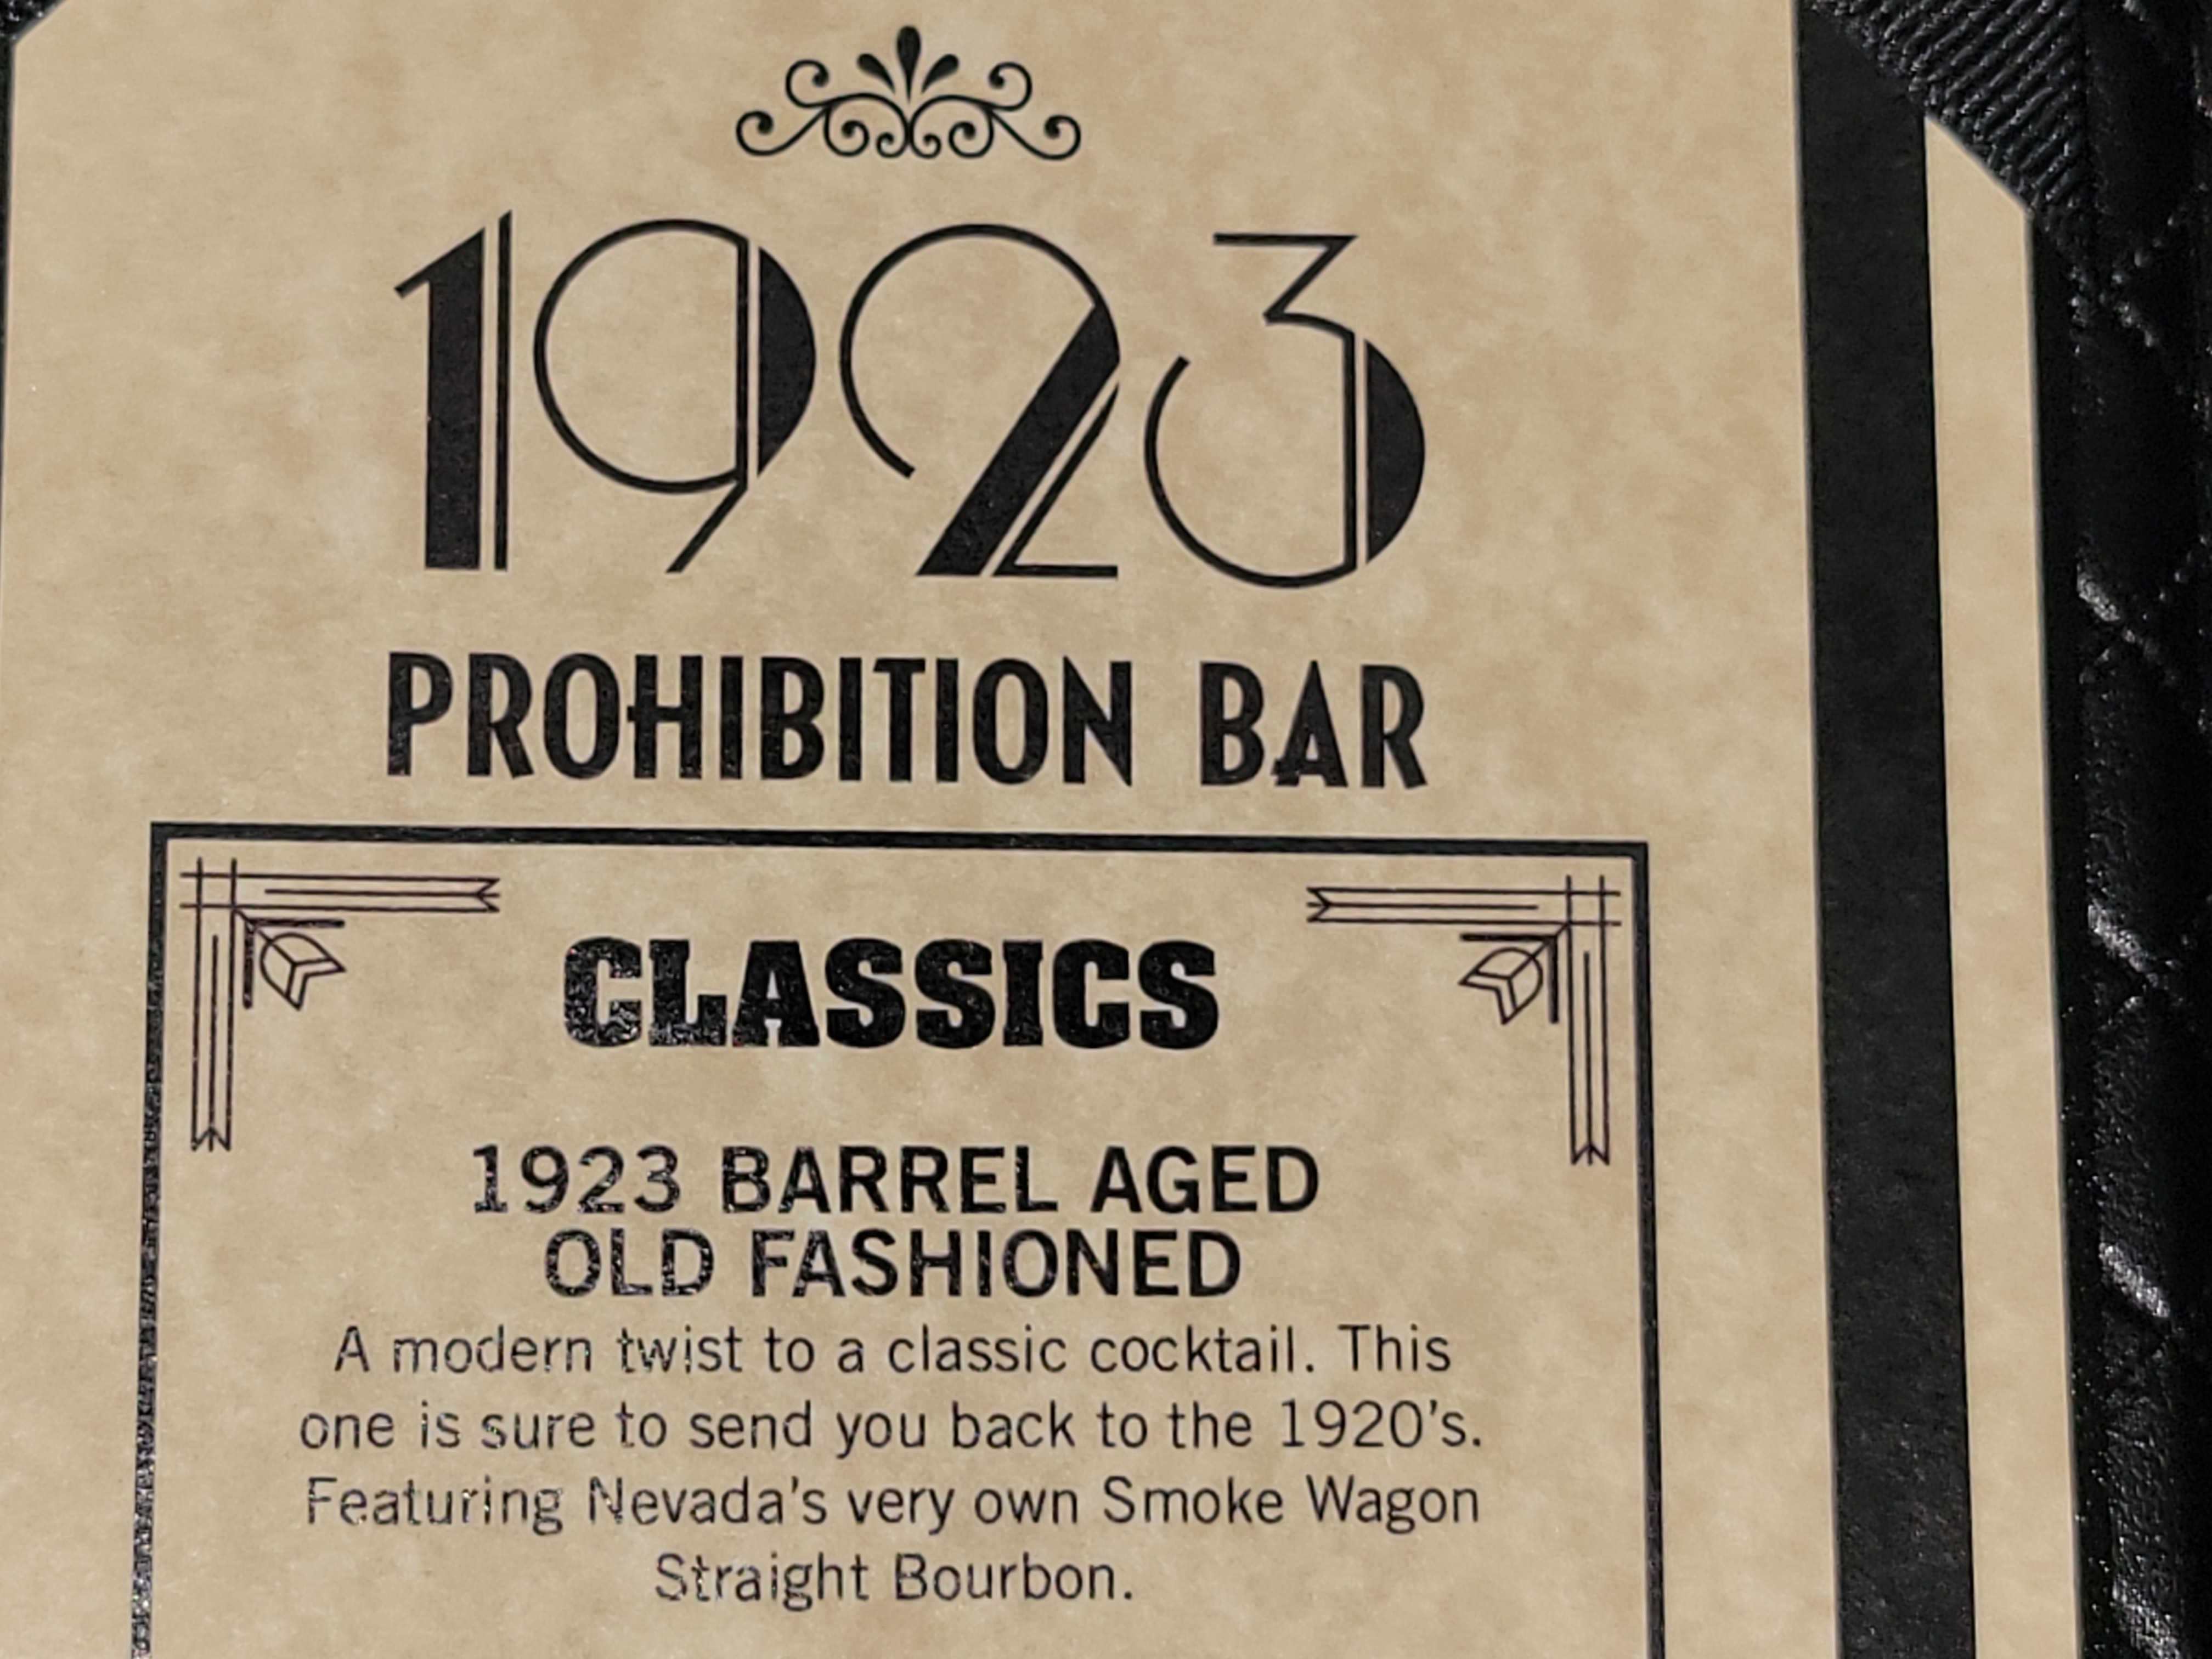 1923
PROHIBITION BAR
CLASSICS
1923 BARREL AGED
OLD FASHIONED
A modern twist to a classic cocktail. This
one is sure to send you back to the 1920's.
Featuring Nevada's very own Smoke Wagon
Straight Bourbon.